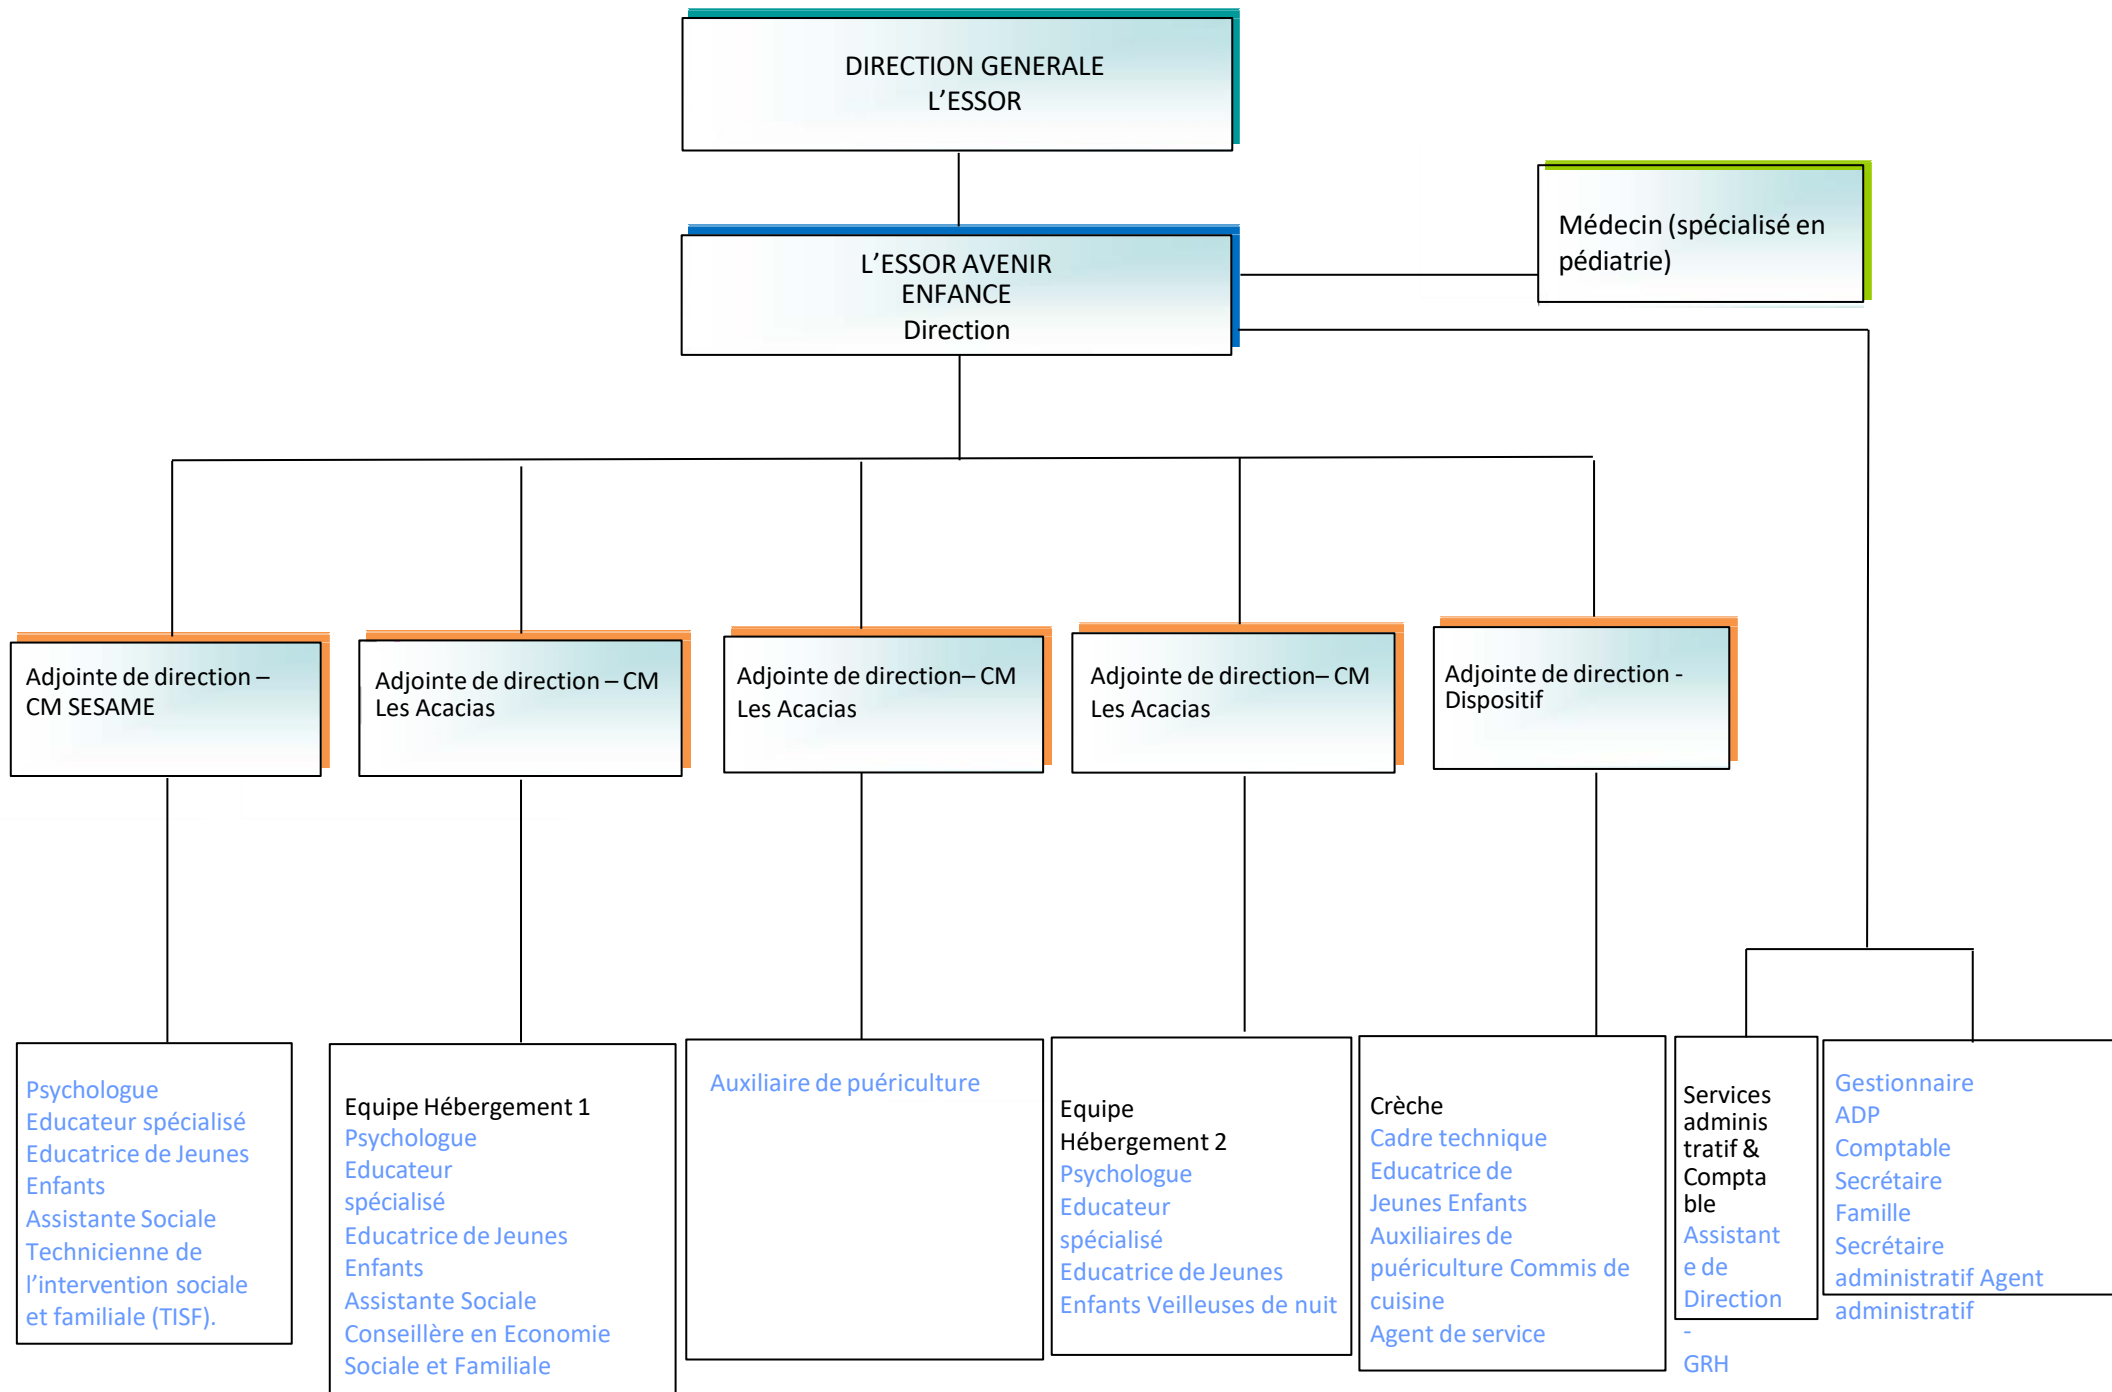 DIRECTION GENERALE
L’ESSOR
Médecin (spécialisé en
pédiatrie)
L’ESSOR AVENIR
ENFANCE
Direction
Adjointe de direction –
CM SESAME
Adjointe de direction – CM
Les Acacias
Adjointe de direction– CM
Les Acacias
Adjointe de direction– CM
Les Acacias
Adjointe de direction -
Dispositif
Psychologue
Educateur spécialisé
Educatrice de Jeunes
Enfants
Assistante Sociale
Technicienne de
l’intervention sociale
et familiale (TISF).
Equipe Hébergement 1
Psychologue
Educateur
spécialisé
Educatrice de Jeunes
Enfants
Assistante Sociale
Conseillère en Economie
Sociale et Familiale
Auxiliaire de puériculture
Equipe
Hébergement 2
Psychologue
Educateur
spécialisé
Educatrice de Jeunes
Enfants Veilleuses de nuit
Crèche
Cadre technique
Educatrice de
Jeunes Enfants
Auxiliaires de
puériculture Commis de
cuisine
Agent de service
Services
adminis
tratif &
Compta
ble
Assistant
e de
Direction
-
GRH
Gestionnaire
ADP
Comptable
Secrétaire
Famille
Secrétaire
administratif Agent
administratif